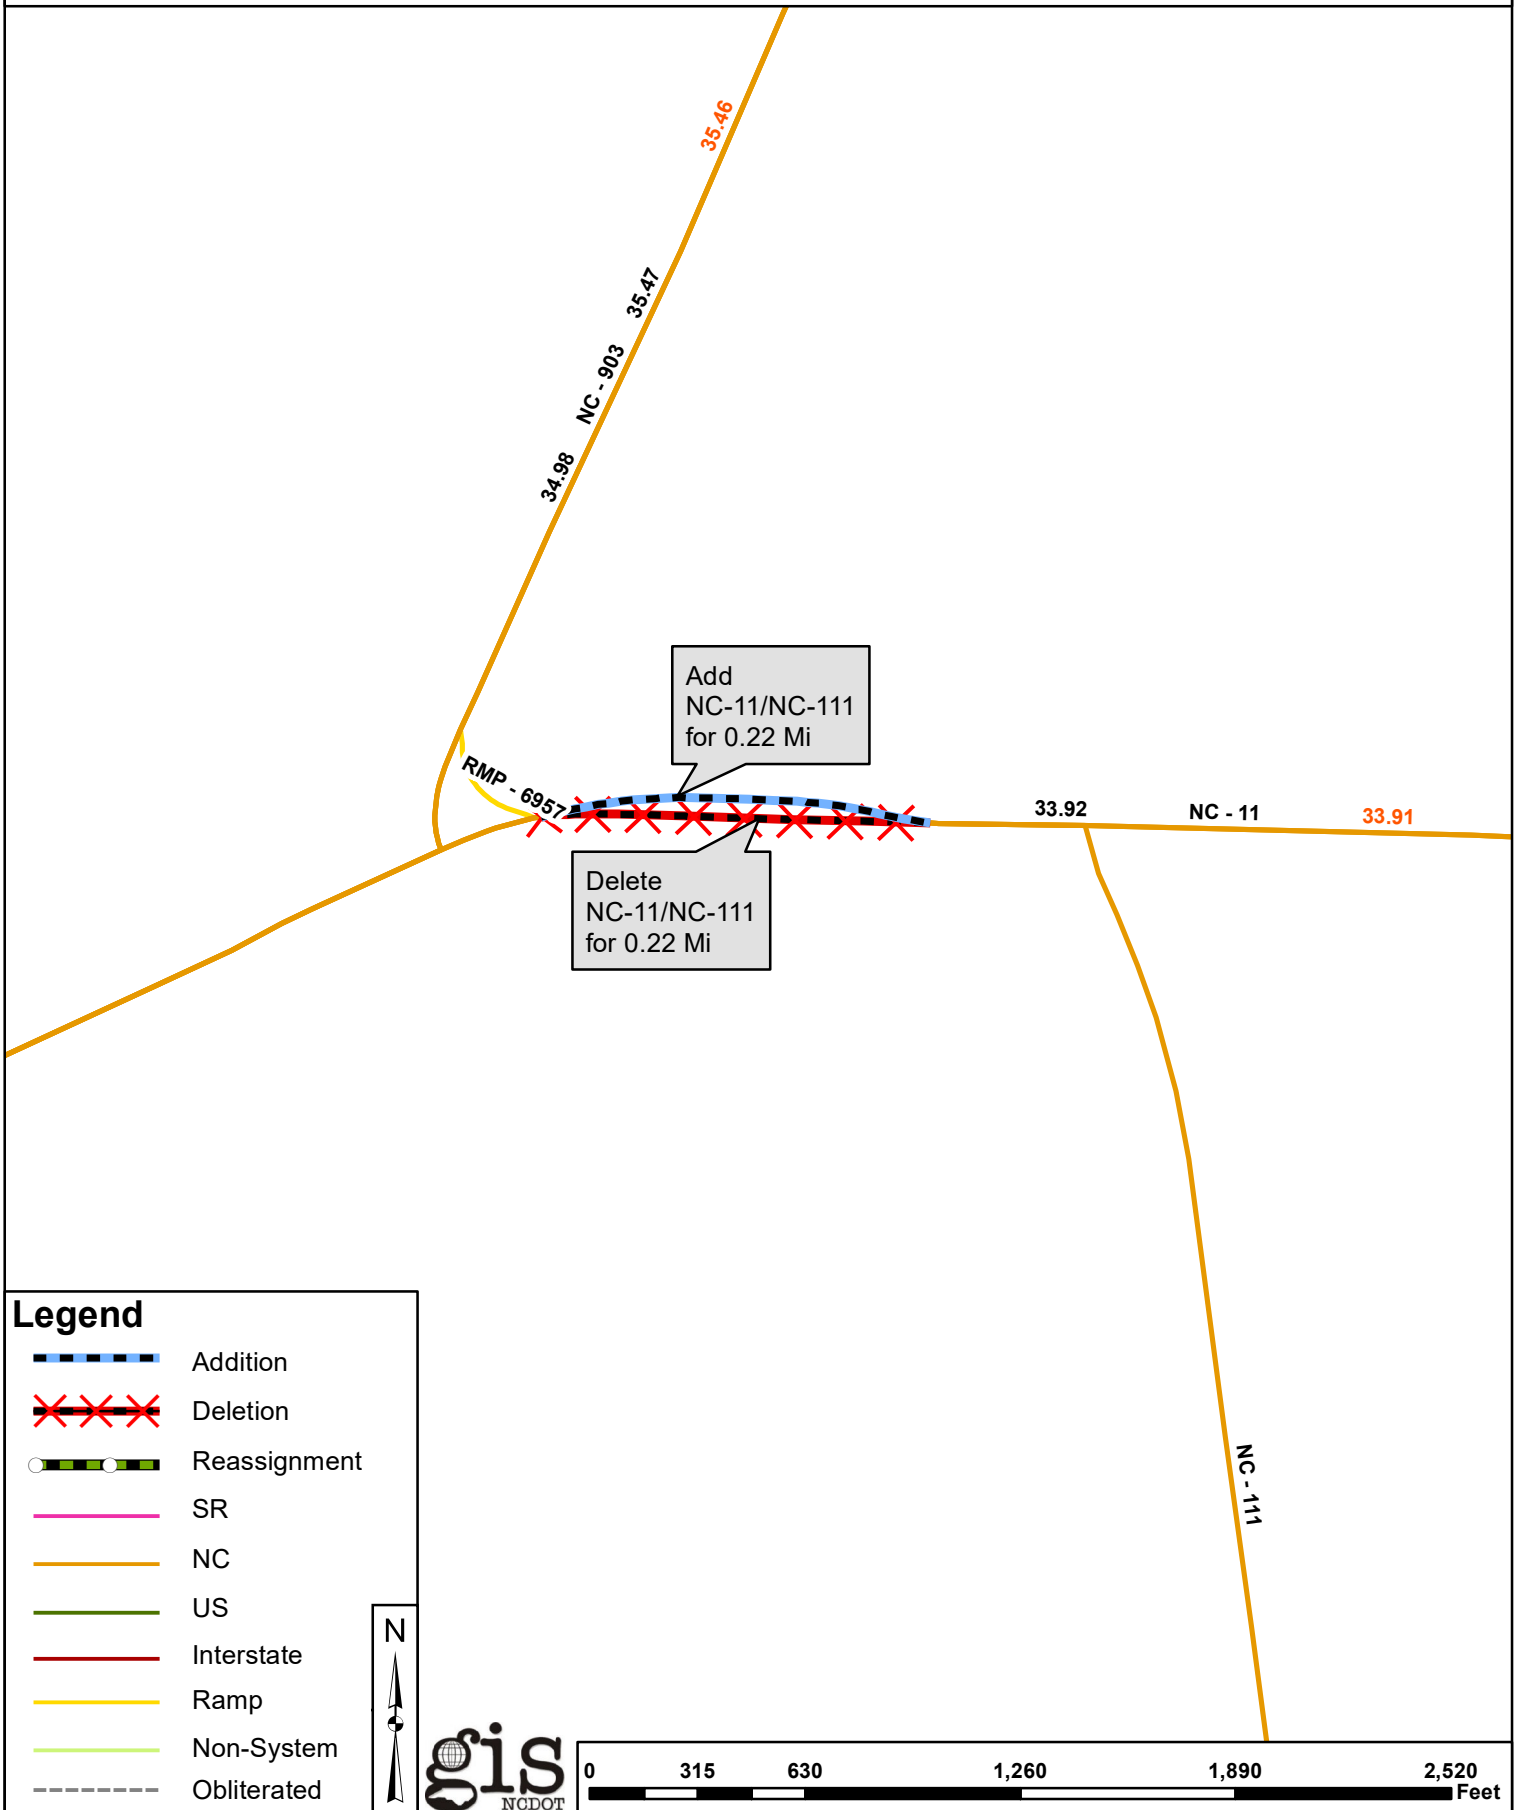 35.46
35.47
NC - 903
34.98
Add
NC-11/NC-111
for 0.22 Mi
RMP - 6957
33.92
NC - 11
33.91
Delete
NC-11/NC-111
for 0.22 Mi
NC - 111
Legend
Addition
Deletion
Reassignment
SR
NC
US
Interstate
Ramp
Non-System
Obliterated
N
gis
NCDOT
0 315 630 1,260 1,890 2,520
Feet